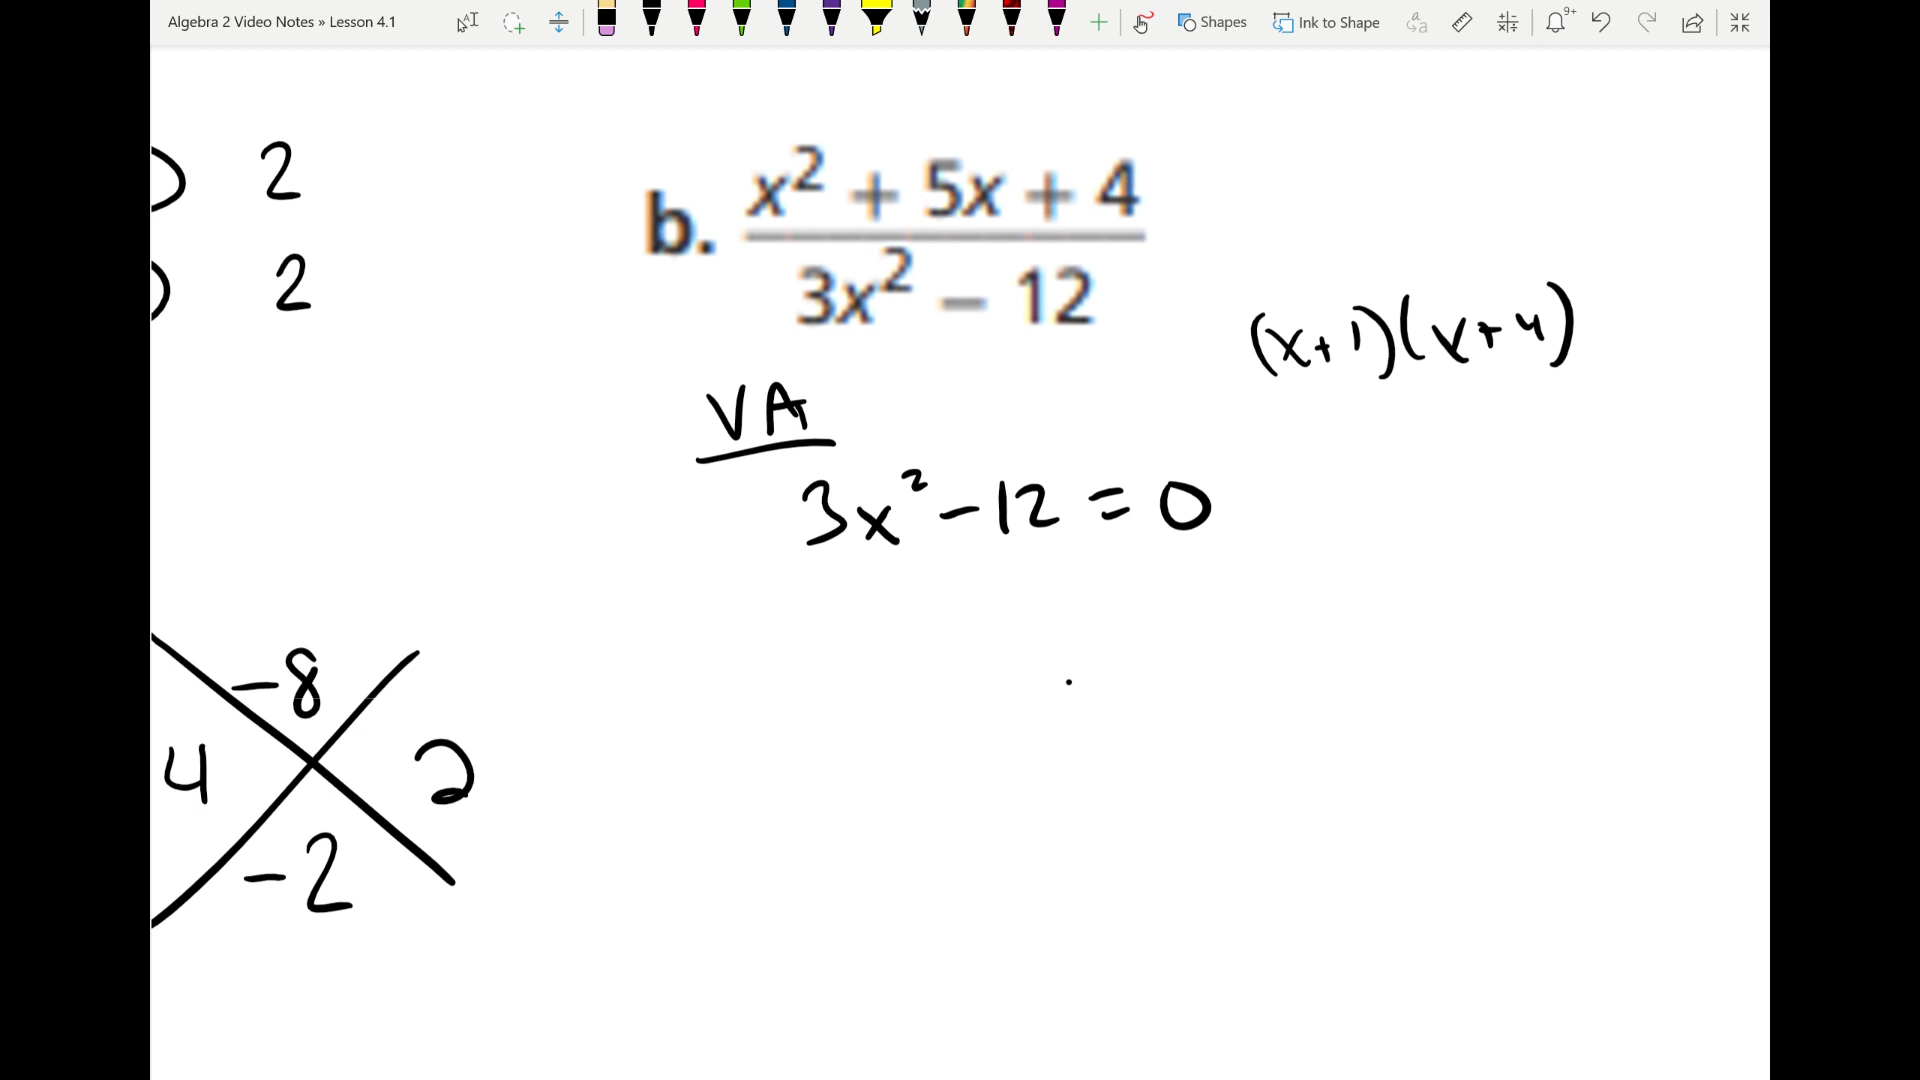 Algebra 2 Video Notes » Lesson 4.1
Shapes
Ink to Shape
9+
) 2
) 2
b. x² + 5x + 4
3x² − 12
(x+1)(x+4)
VA
3x² − 12 = 0
−8
4 2
−2